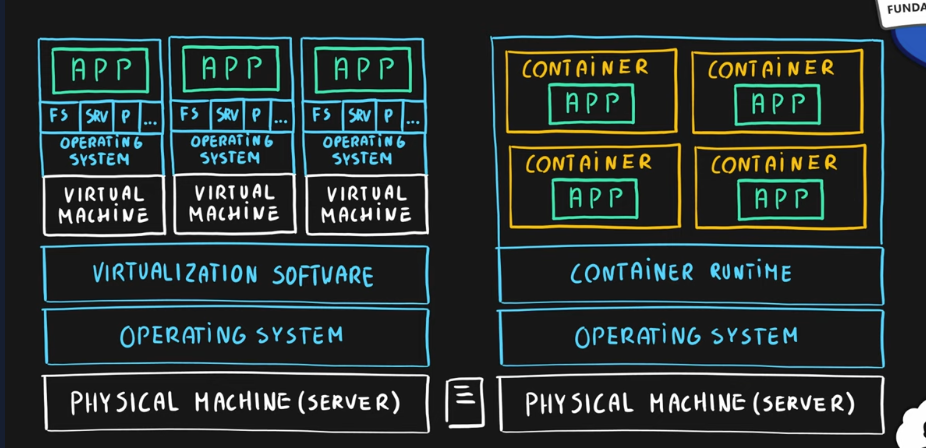 FUNDA
APP
APP
APP
FS SRV P ...
FS SRV P ...
FS SRV P ...
OPERATING
SYSTEM
OPERATING
SYSTEM
OPERATING
SYSTEM
VIRTUAL
MACHINE
VIRTUAL
MACHINE
VIRTUAL
MACHINE
VIRTUALIZATION SOFTWARE
OPERATING SYSTEM
PHYSICAL MACHINE (SERVER)
CONTAINER
APP
CONTAINER
APP
CONTAINER
APP
CONTAINER
APP
CONTAINER RUNTIME
OPERATING SYSTEM
PHYSICAL MACHINE (SERVER)